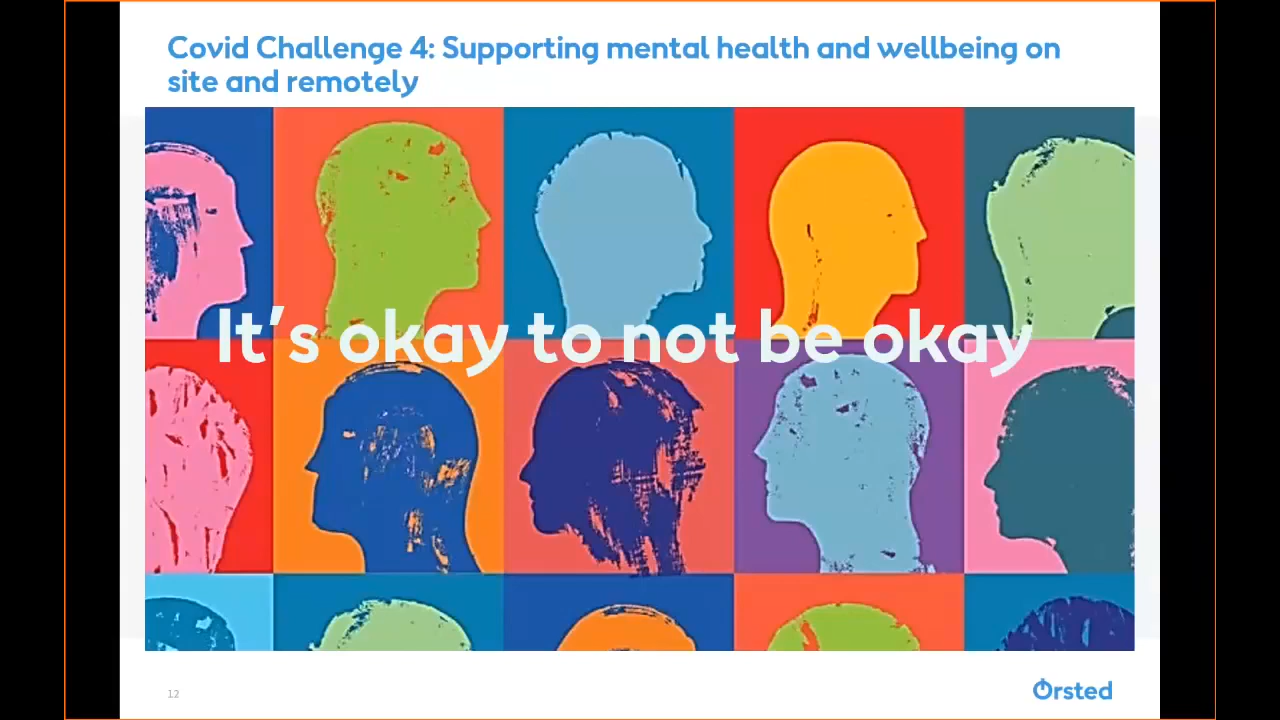 Covid Challenge 4: Supporting mental health and wellbeing on
site and remotely
It's okay to not be okay
12
Ørsted